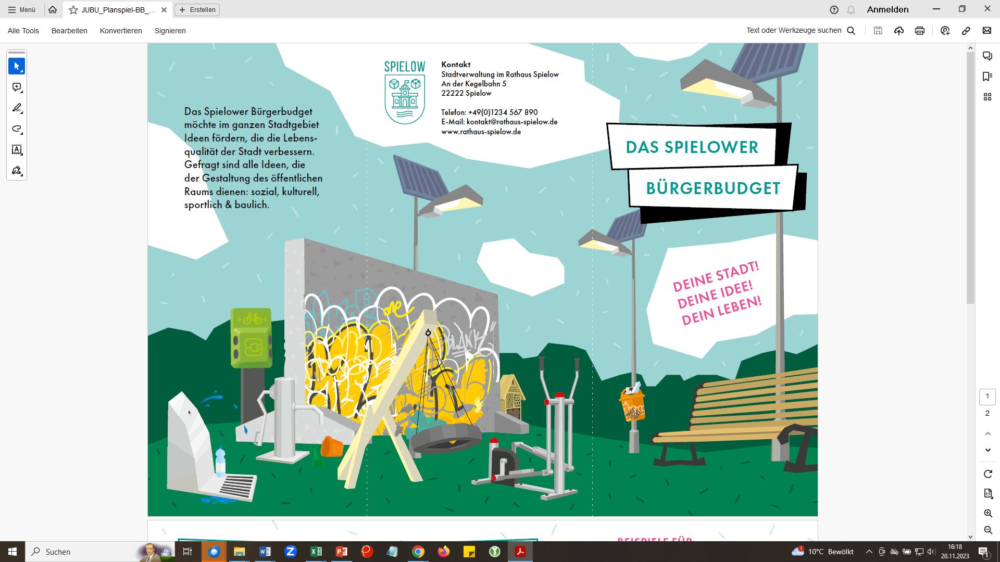 Menü
JUBU_Planspiel-BB_...
Erstellen
Anmelden
Alle Tools
Bearbeiten
Konvertieren
Signieren
Text oder Werkzeuge suchen
SPIELOW
Kontakt
Stadtverwaltung im Rathaus Spielow
An der Kegelbahn 5
22222 Spielow
Telefon: +49(0)1234 567 890
E-Mail: kontakt@rathaus-spielow.de
www.rathaus-spielow.de
Das Spielower Bürgerbudget
möchte im ganzen Stadtgebiet
Ideen fördern, die die Lebens-
qualität der Stadt verbessern.
Gefragt sind alle Ideen, die
der Gestaltung des öffentlichen
Raums dienen: sozial, kulturell,
sportlich & baulich.
DAS SPIELOWER
BÜRGERBUDGET
DEINE STADT!
DEINE IDEE!
DEIN LEBEN!
one
BLANK
1
2
BEISPIELE FÜR
Suchen
10°C Bewölkt
16:18
20.11.2023